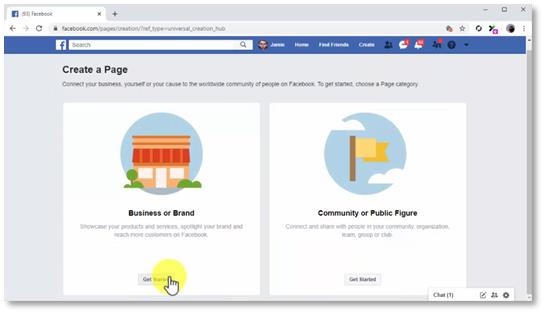 (93) Facebook
facebook.com/pages/creation/?ref_type=universal_creation_hub
Search
Jamie
Home
Find Friends
Create
Create a Page
Connect your business, yourself or your cause to the worldwide community of people on Facebook. To get started, choose a Page category.
Business or Brand
Showcase your products and services, spotlight your brand and
reach more customers on Facebook.
Get Started
Community or Public Figure
Connect and share with people in your community, organization,
team, group or club.
Get Started
Chat (1)